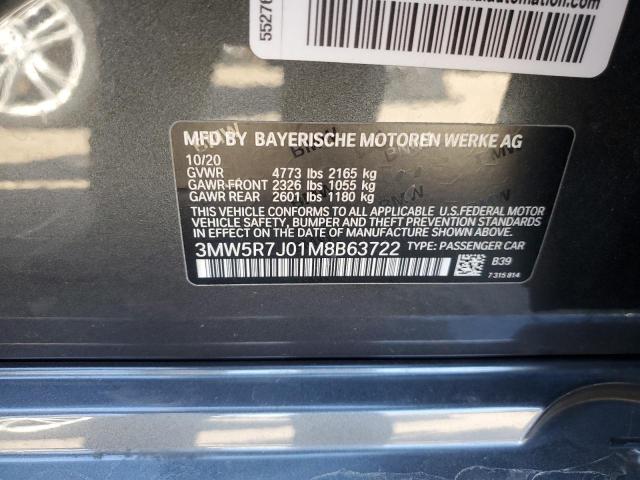 55276
alautomation.com
MFD BY BAYERISCHE MOTOREN WERKE AG
10/20
GVWR 4773 lbs 2165 kg
GAWR FRONT 2326 lbs 1055 kg
GAWR REAR 2601 lbs 1180 kg
THIS VEHICLE CONFORMS TO ALL APPLICABLE U.S.FEDERAL MOTOR
VEHICLE SAFETY, BUMPER, AND THEFT PREVENTION STANDARDS IN
EFFECT ON THE DATE OF MANUFACTURE SHOWN ABOVE.
3MW5R7J01M8B63722 TYPE: PASSENGER CAR
B39
7 315 814